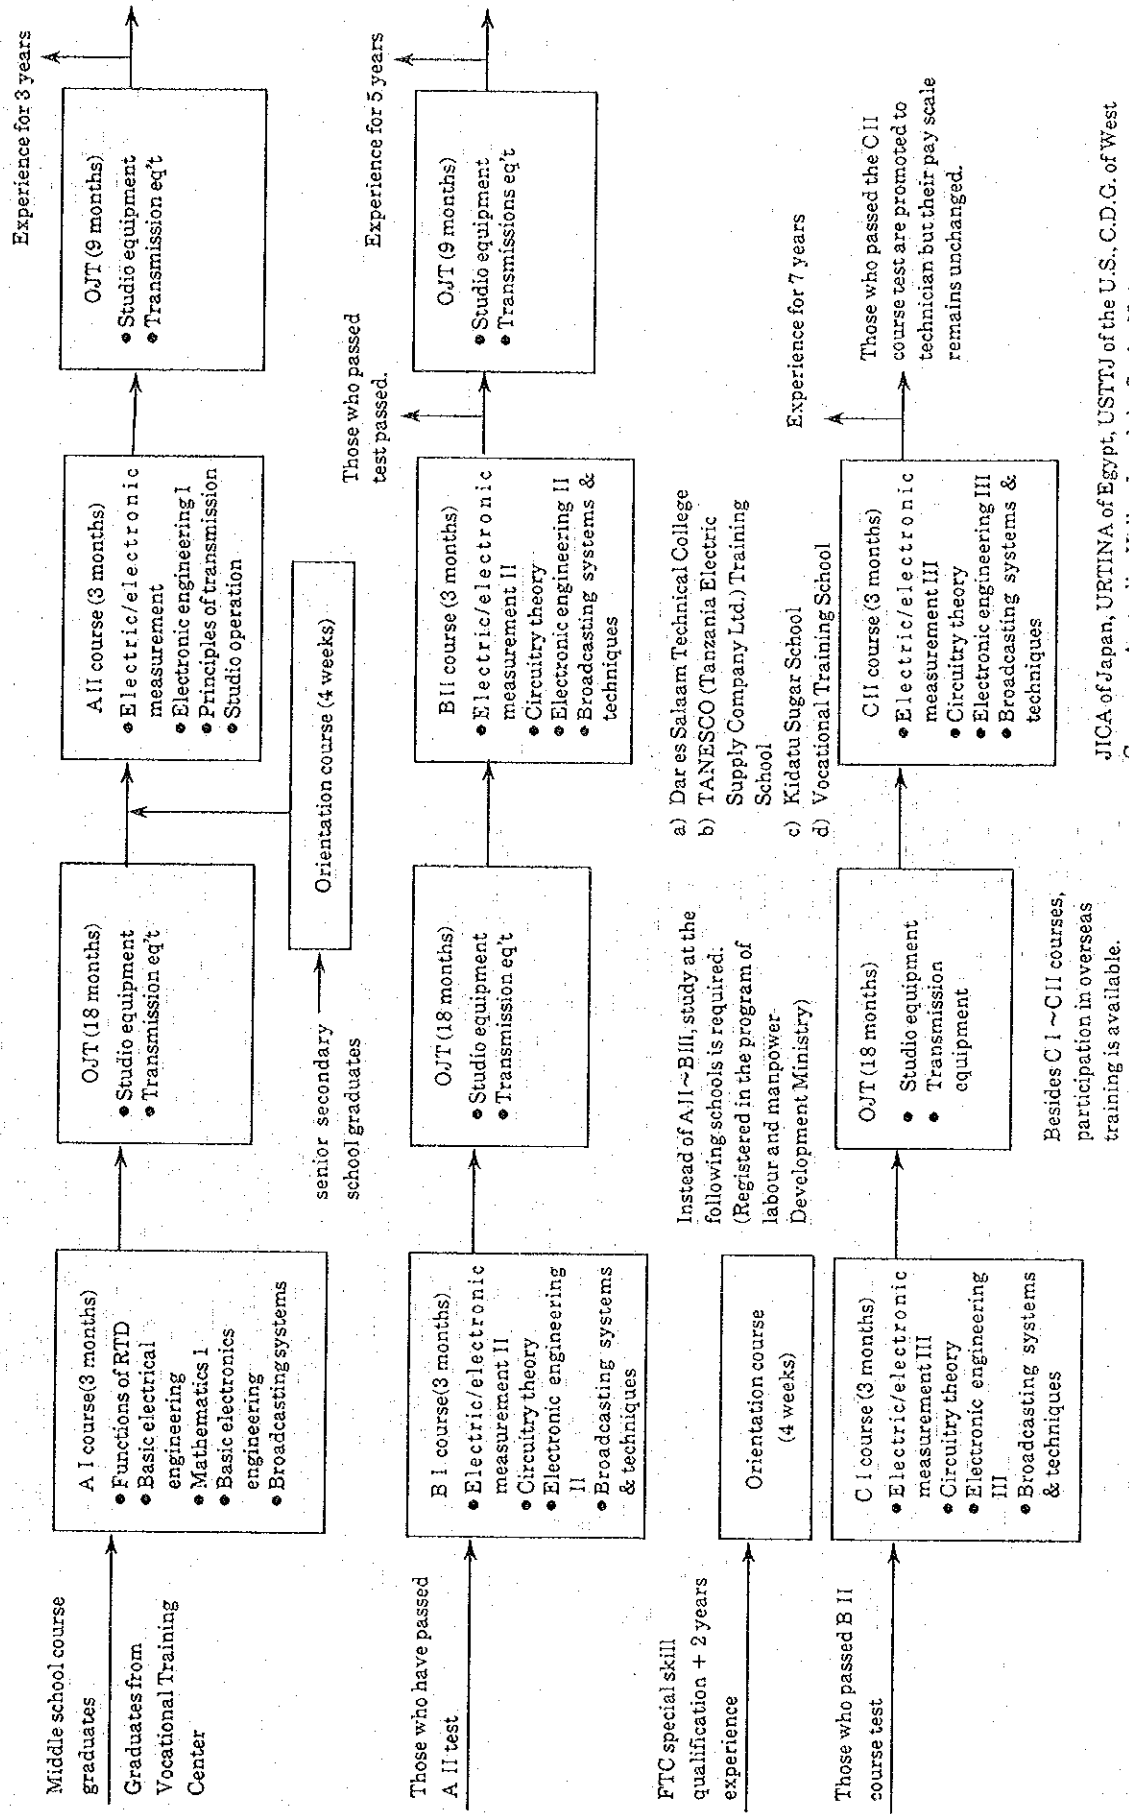 Middle school course
graduates
Graduates from
Vocational Training
Center
A I course(3 months)
● Functions of RTD
● Basic electrical
engineering
● Mathematics 1
● Basic electronics
engineering
● Broadcasting systems
OJT (18 months)
● Studio equipment
● Transmission eq't
senior secondary
school graduates
Orientation course (4 weeks)
A II course (3 months)
● Electric/electronic
measurement
● Electronic engineering I
● Principles of transmission
● Studio operation
OJT (9 months)
● Studio equipment
● Transmission eq't
Experience for 3 years
Those who have passed
A II test
B I course(3 months)
● Electric/electronic
measurement II
● Circuitry theory
● Electronic engineering
II
● Broadcasting systems
& techniques
OJT (18 months)
● Studio equipment
● Transmission eq't
B II course (3 months)
● Electric/electronic
measurement II
● Circuitry theory
● Electronic engineering II
● Broadcasting systems &
techniques
Those who passed
test passed.
OJT (9 months)
● Studio equipment
● Transmissions eq't
Experience for 5 years
FTC special skill
qualification + 2 years
experience
Orientation course
(4 weeks)
Instead of A II~B III, study at the
following schools is required:
(Registered in the program of
labour and manpower-
Development Ministry)
a) Dar es Salaam Technical College
b) TANESCO (Tanzania Electric
Supply Company Ltd.) Training
School
c) Kidatu Sugar School
d) Vocational Training School
Those who passed B II
course test
C I course (3 months)
● Electric/electronic
measurement III
● Circuitry theory
● Electronic engineering
III
● Broadcasting systems
& techniques
OJT (18 months)
● Studio equipment
● Transmission
equipment
C II course (3 months)
● Electric/electronic
measurement III
● Circuitry theory
● Electronic engineering III
● Broadcasting systems &
techniques
Experience for 7 years
Those who passed the C II
course test are promoted to
technician but their pay scale
remains unchanged.
Besides C I ~ C II courses,
participation in overseas
training is available.
JICA of Japan, URTINA of Egypt, USTTJ of the U.S., C.D.G. of West